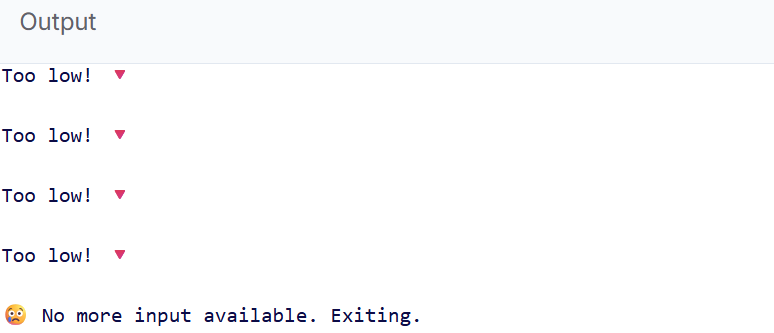 Output
Too low! 🔻
Too low! 🔻
Too low! 🔻
Too low! 🔻
😢 No more input available. Exiting.